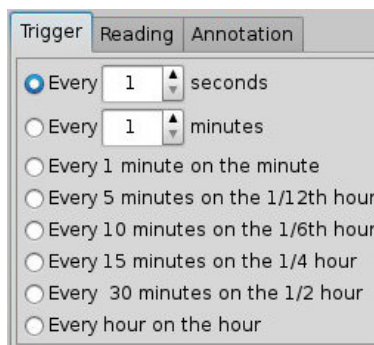 Trigger Reading Annotation
Every 1 seconds
Every 1 minutes
Every 1 minute on the minute
Every 5 minutes on the 1/12th hour
Every 10 minutes on the 1/6th hour
Every 15 minutes on the 1/4 hour
Every 30 minutes on the 1/2 hour
Every hour on the hour